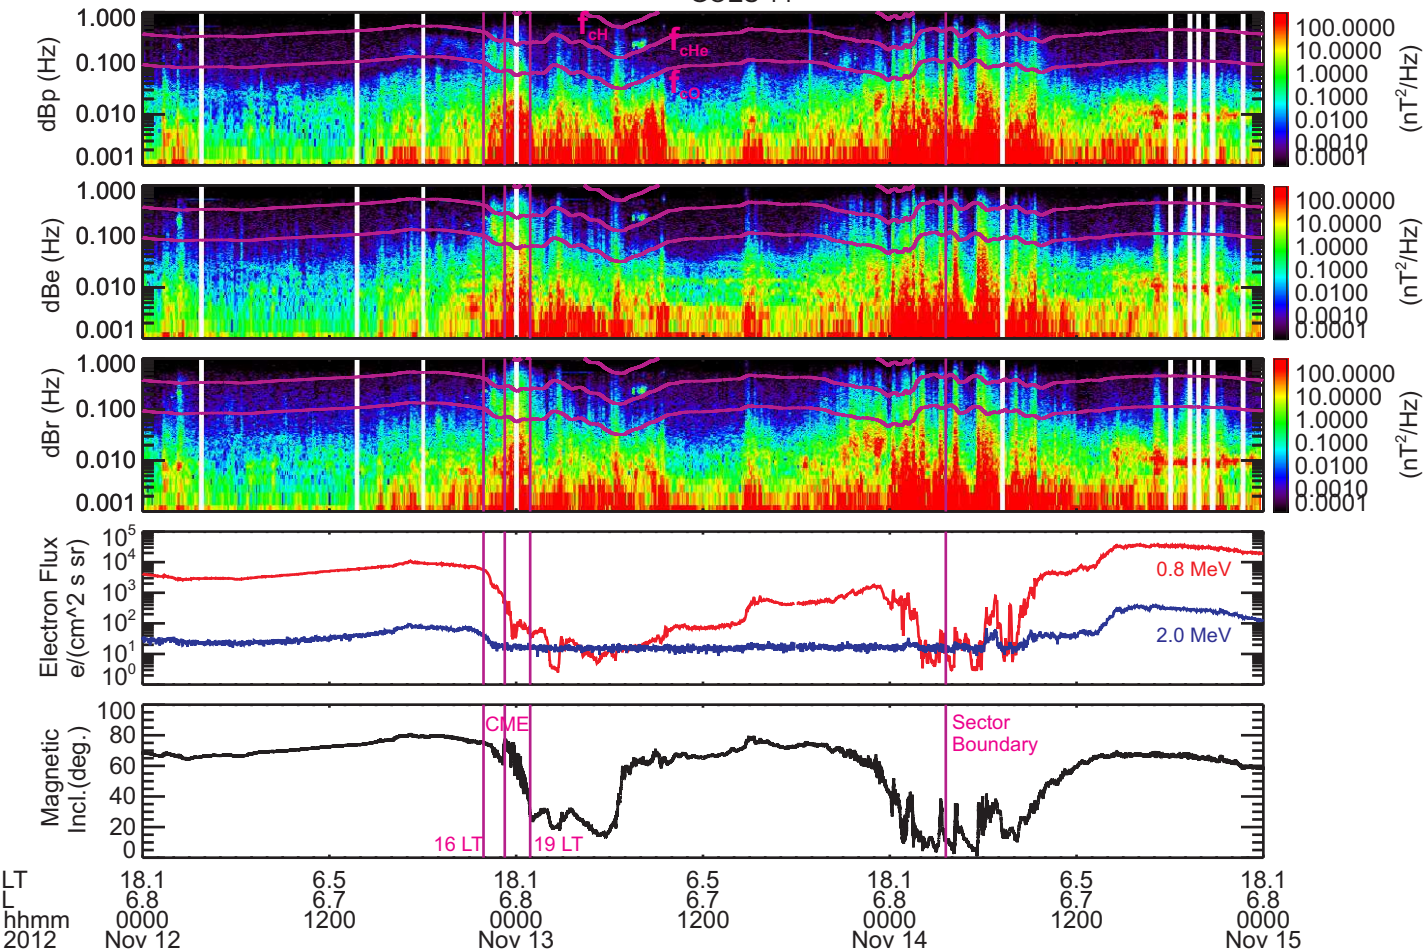 1.000
0.100
0.010
0.001
dBp (Hz)
f_cH
f_cHe
f_cO
100.0000
10.0000
1.0000
0.1000
0.0100
0.0010
0.0001
(nT²/Hz)
1.000
0.100
0.010
0.001
dBe (Hz)
100.0000
10.0000
1.0000
0.1000
0.0100
0.0010
0.0001
(nT²/Hz)
1.000
0.100
0.010
0.001
dBr (Hz)
100.0000
10.0000
1.0000
0.1000
0.0100
0.0010
0.0001
(nT²/Hz)
Electron Flux
e/(cm^2 s sr)
10⁵
10⁴
10³
10²
10¹
10⁰
0.8 MeV
2.0 MeV
Magnetic
Incl.(deg.)
100
80
60
40
20
0
CME
16 LT
19 LT
Sector
Boundary
LT 18.1 6.5 18.1 6.5 18.1 6.5 18.1
L 6.8 6.7 6.8 6.7 6.8 6.7 6.8
hhmm 0000 1200 0000 1200 0000 1200 0000
2012 Nov 12 Nov 13 Nov 14 Nov 15